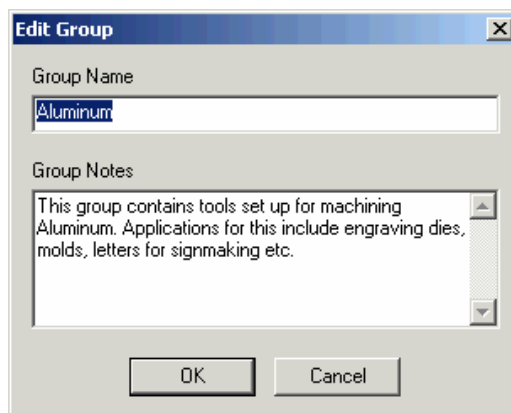 Edit Group
Group Name
Aluminum
Group Notes
This group contains tools set up for machining
Aluminum. Applications for this include engraving dies,
molds, letters for signmaking etc.
OK Cancel